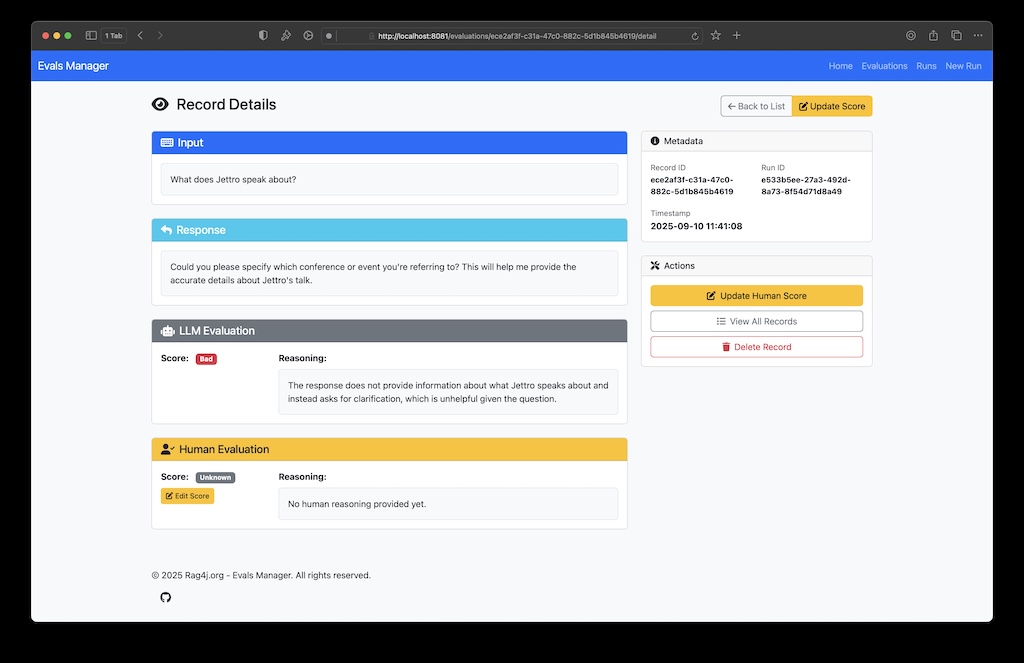 1 Tab
http://localhost:8081/evaluations/ece2af3f-c31a-47c0-882c-5d1b845b4619/detail
Evals Manager
Home Evaluations Runs New Run
Record Details
Back to List Update Score
Input
What does Jettro speak about?
Response
Could you please specify which conference or event you're referring to? This will help me provide the
accurate details about Jettro's talk.
LLM Evaluation
Score: Bad
Reasoning:
The response does not provide information about what Jettro speaks about and
instead asks for clarification, which is unhelpful given the question.
Human Evaluation
Score: Unknown
Edit Score
Reasoning:
No human reasoning provided yet.
Metadata
Record ID
ece2af3f-c31a-47c0-
882c-5d1b845b4619
Run ID
e533b5ee-27a3-492d-
8a73-8f54d71d8a49
Timestamp
2025-09-10 11:41:08
Actions
Update Human Score
View All Records
Delete Record
© 2025 Rag4j.org - Evals Manager. All rights reserved.